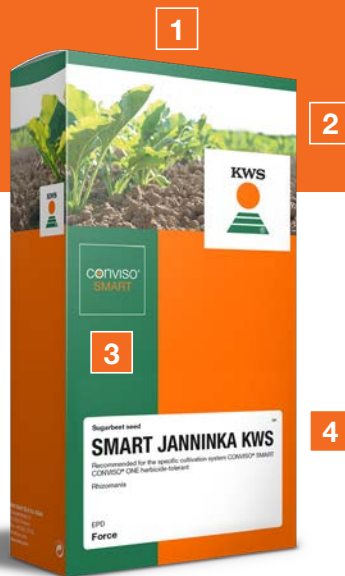 1
2
KWS
KWS
CONVISO®
SMART
3
4
Sugarbeet seed
SMART JANNINKA KWS
Recommended for the specific cultivation system CONVISO® SMART
CONVISO® ONE herbicide-tolerant
Rhizomania
EPD
Force